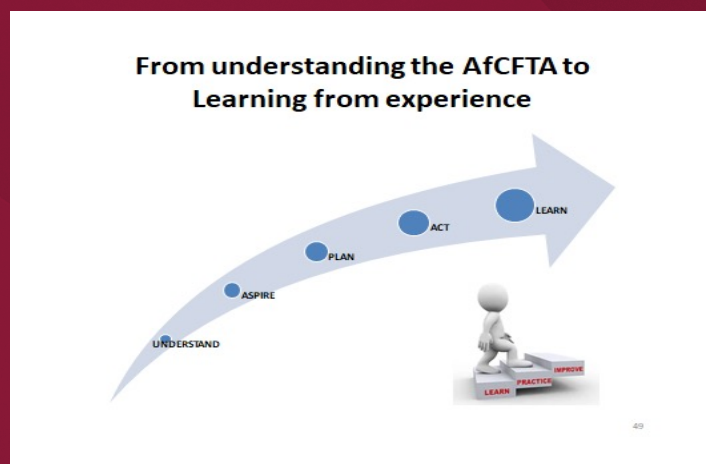 From understanding the AfCFTA to
Learning from experience
LEARN
ACT
PLAN
ASPIRE
UNDERSTAND
LEARN
PRACTICE
IMPROVE
49